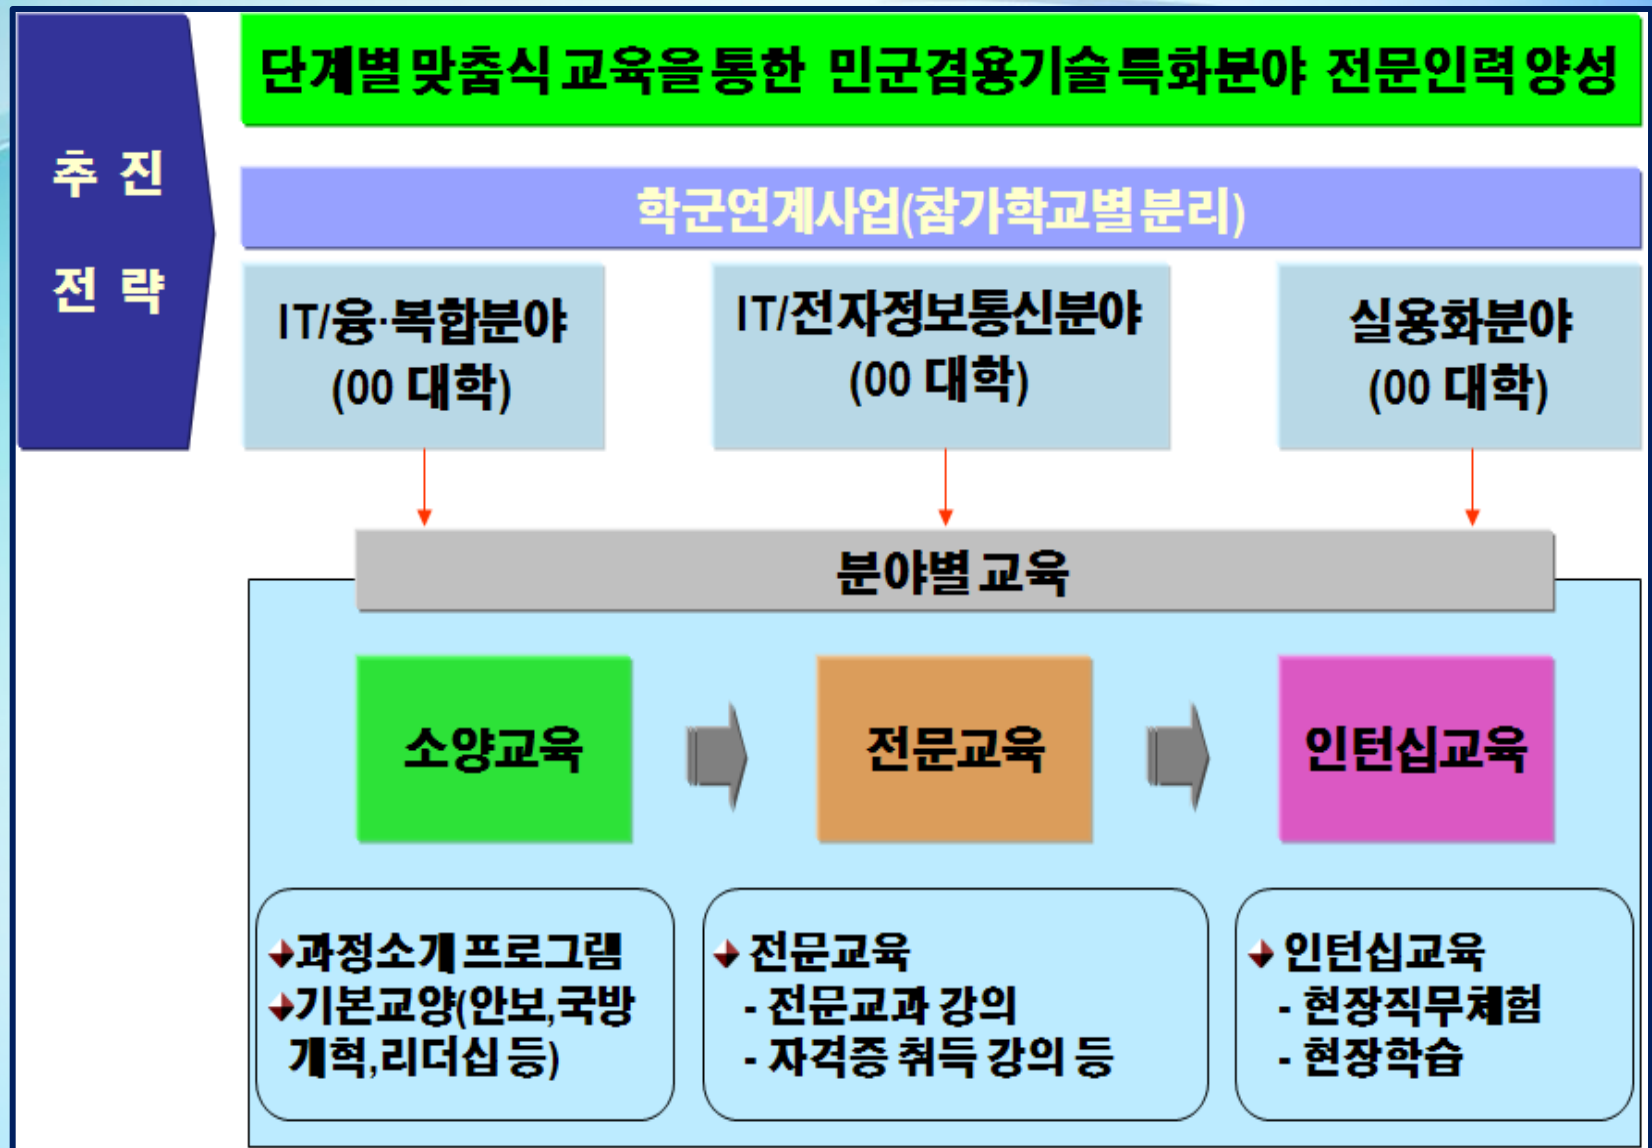 추 진
전 략
단계별 맞춤식 교육을 통한 민군겸용기술 특화분야 전문인력 양성
학군연계사업(참가학교별 분리)
IT/융·복합분야
(00 대학)
IT/전자정보통신분야
(00 대학)
실용화분야
(00 대학)
분야별 교육
소양교육
전문교육
인턴십교육
과정소개 프로그램
기본교양(안보,국방
개혁,리더십 등)
전문교육
- 전문교과 강의
- 자격증 취득 강의 등
인턴십교육
- 현장직무체험
- 현장학습